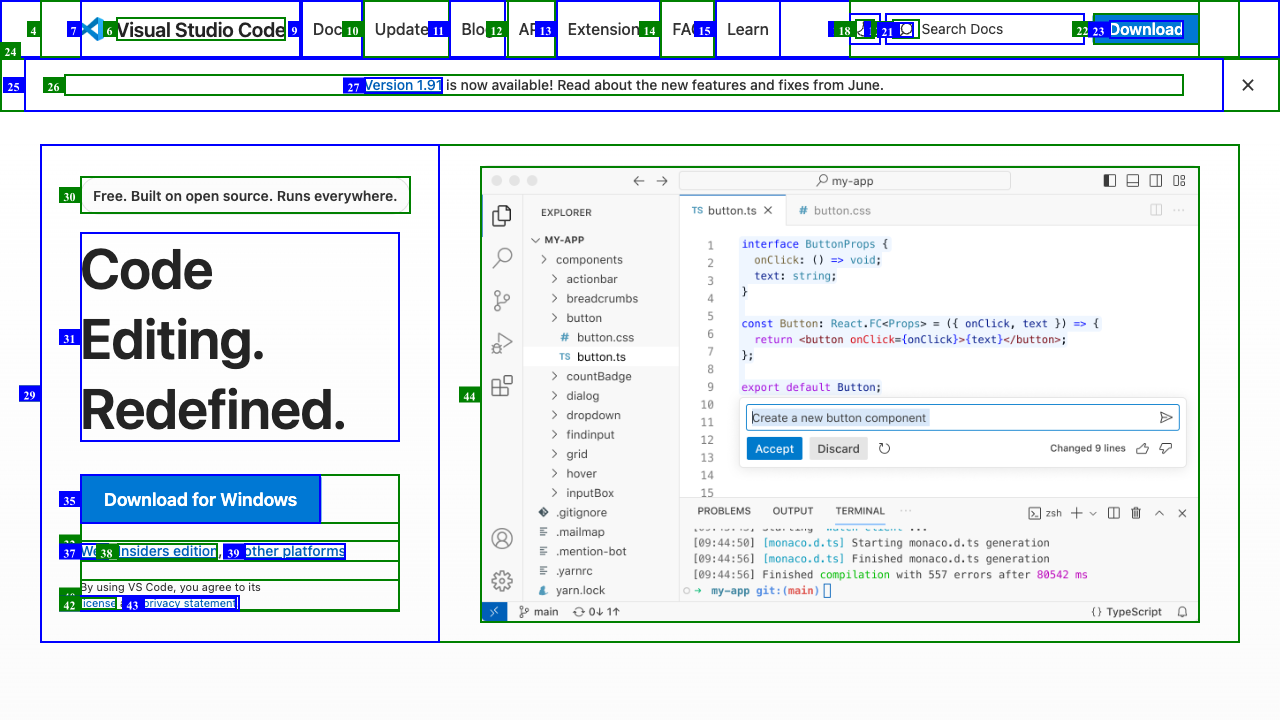 4
7
6
Visual Studio Code
9
Doc
10
Update
11
Blo
12
AP
13
Extension
14
FA
15
Learn
18
21
Search Docs
22
23
Download
24
25
26
27
Version 1.91 is now available! Read about the new features and fixes from June.
29
30
Free. Built on open source. Runs everywhere.
31
Code
Editing.
Redefined.
35
Download for Windows
37
38
nsiders edition,
39
other platforms
By using VS Code, you agree to its
42
license
43
privacy statement
44
my-app
EXPLORER
MY-APP
components
actionbar
breadcrumbs
button
# button.css
TS button.ts
countBadge
dialog
dropdown
findinput
grid
hover
inputBox
.gitignore
.mailmap
.mention-bot
.yarnrc
yarn.lock
TS button.ts
# button.css
1 interface ButtonProps {
2 onClick: () => void;
3 text: string;
4 }
5
6 const Button: React.FC<Props> = ({ onClick, text }) => {
7 return <button onClick={onClick}>{text}</button>;
8 };
9 export default Button;
10
11
12
13
14
15
Create a new button component
Accept
Discard
Changed 9 lines
PROBLEMS
OUTPUT
TERMINAL
zsh
[09:44:50] [monaco.d.ts] Starting monaco.d.ts generation
[09:44:56] [monaco.d.ts] Finished monaco.d.ts generation
[09:44:56] Finished compilation with 557 errors after 80542 ms
my-app git:(main)
main
0↓ 1↑
{} TypeScript